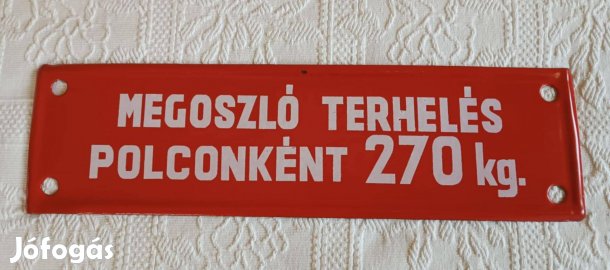 MEGOSZLÓ TERHELÉS
POLCONKÉNT 270 kg.
Jófogás